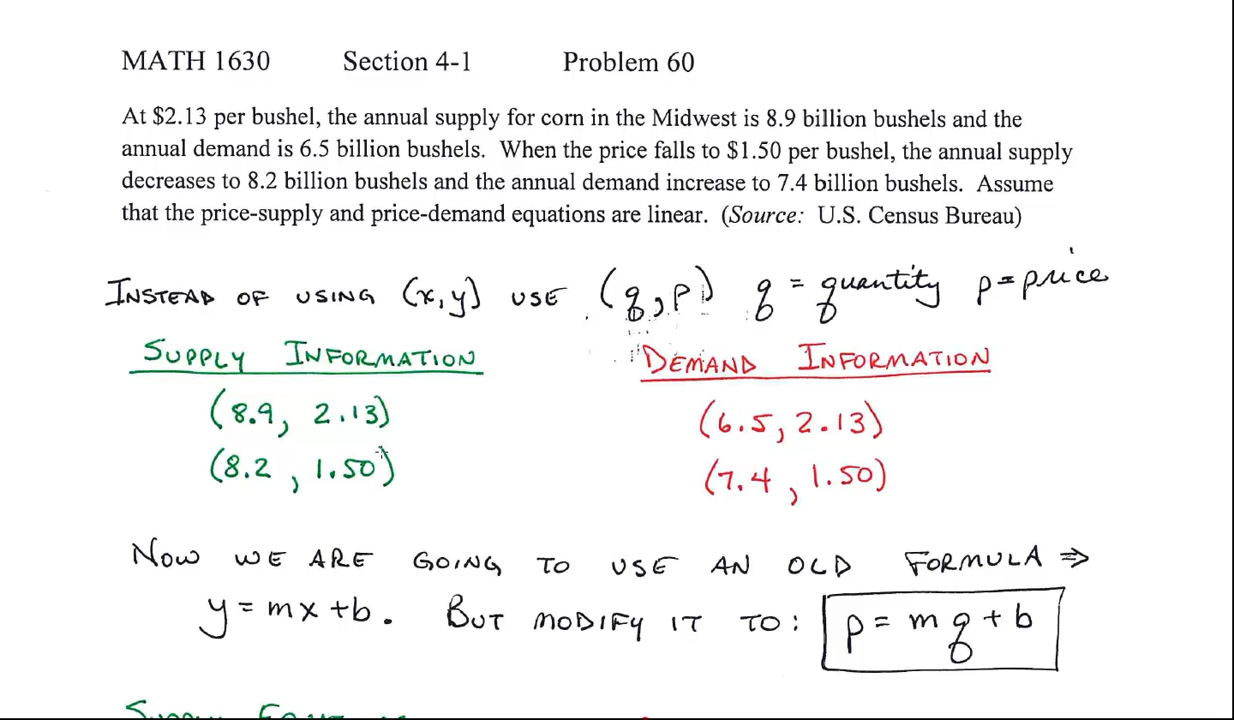 MATH 1630 Section 4-1 Problem 60
At $2.13 per bushel, the annual supply for corn in the Midwest is 8.9 billion bushels and the
annual demand is 6.5 billion bushels. When the price falls to $1.50 per bushel, the annual supply
decreases to 8.2 billion bushels and the annual demand increase to 7.4 billion bushels. Assume
that the price-supply and price-demand equations are linear. (Source: U.S. Census Bureau)
INSTEAD OF USING (x,y) USE (q,p) q = quantity p = price
SUPPLY INFORMATION DEMAND INFORMATION
(8.9, 2.13) (6.5, 2.13)
(8.2, 1.50) (7.4, 1.50)
NOW WE ARE GOING TO USE AN OLD FORMULA ⇒
y = mx + b. BUT MODIFY IT TO: p = mq + b